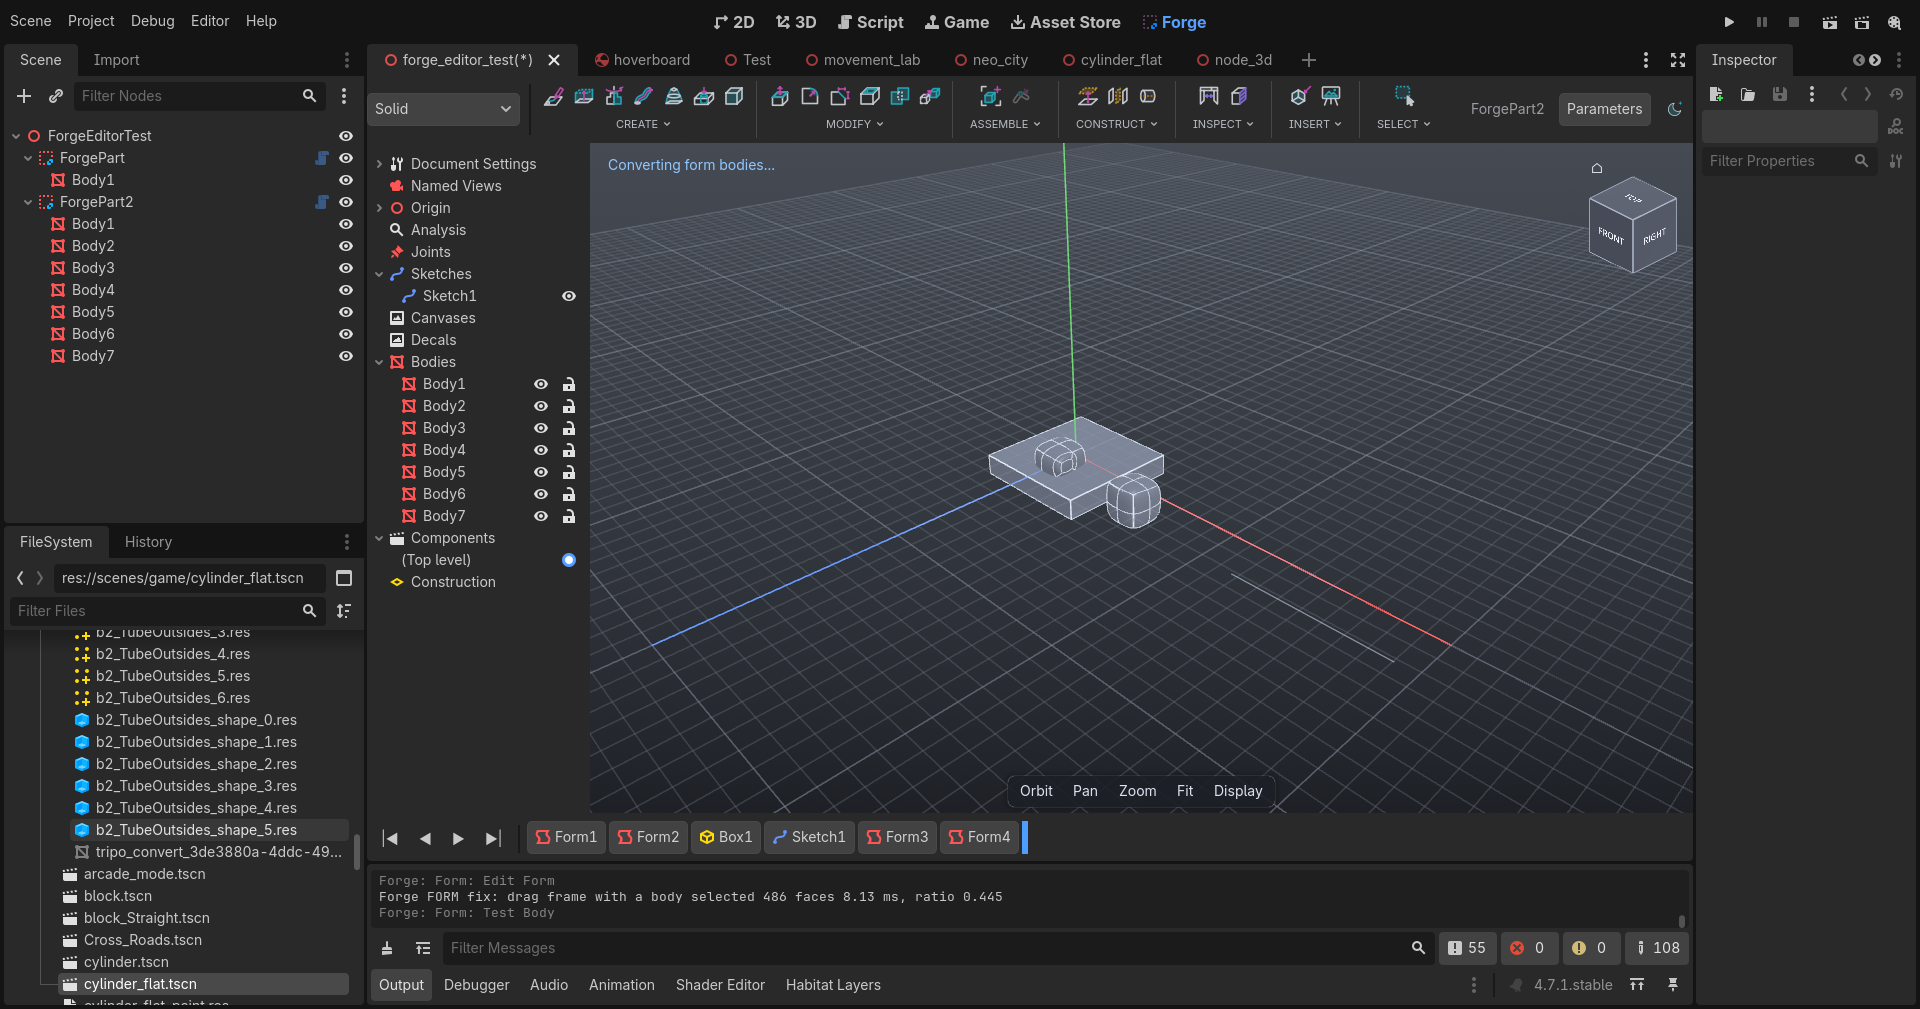 Scene Project Debug Editor Help
2D 3D Script Game Asset Store Forge
Scene Import
Filter Nodes
ForgeEditorTest
ForgePart
Body1
ForgePart2
Body1
Body2
Body3
Body4
Body5
Body6
Body7
FileSystem History
res://scenes/game/cylinder_flat.tscn
Filter Files
b2_TubeOutsides_3.res
b2_TubeOutsides_4.res
b2_TubeOutsides_5.res
b2_TubeOutsides_6.res
b2_TubeOutsides_shape_0.res
b2_TubeOutsides_shape_1.res
b2_TubeOutsides_shape_2.res
b2_TubeOutsides_shape_3.res
b2_TubeOutsides_shape_4.res
b2_TubeOutsides_shape_5.res
tripo_convert_3de3880a-4ddc-49...
arcade_mode.tscn
block.tscn
block_Straight.tscn
Cross_Roads.tscn
cylinder.tscn
cylinder_flat.tscn
forge_editor_test(*) hoverboard Test movement_lab neo_city cylinder_flat node_3d
Solid
CREATE MODIFY ASSEMBLE CONSTRUCT INSPECT INSERT SELECT
ForgePart2 Parameters
Document Settings
Named Views
Origin
Analysis
Joints
Sketches
Sketch1
Canvases
Decals
Bodies
Body1
Body2
Body3
Body4
Body5
Body6
Body7
Components
(Top level)
Construction
Converting form bodies...
TOP
FRONT RIGHT
Orbit Pan Zoom Fit Display
Form1 Form2 Box1 Sketch1 Form3 Form4
Forge: Form: Edit Form
Forge FORM fix: drag frame with a body selected 486 faces 8.13 ms, ratio 0.445
Forge: Form: Test Body
Filter Messages 55 0 0 108
Output Debugger Audio Animation Shader Editor Habitat Layers 4.7.1.stable
Inspector
Filter Properties